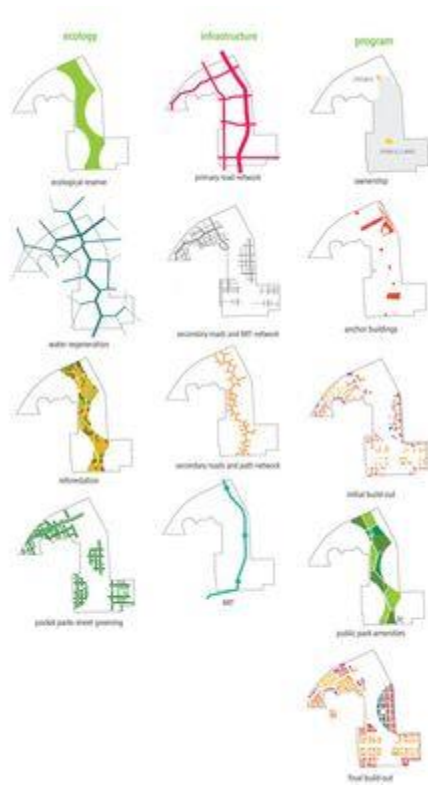 ecology
infrastructure
program
ecological reserve
primary road network
ownership
water regeneration
secondary roads and BRT network
anchor buildings
reforestation
secondary roads and path network
initial build-out
pocket parks street greening
BRT
public park amenities
final build-out